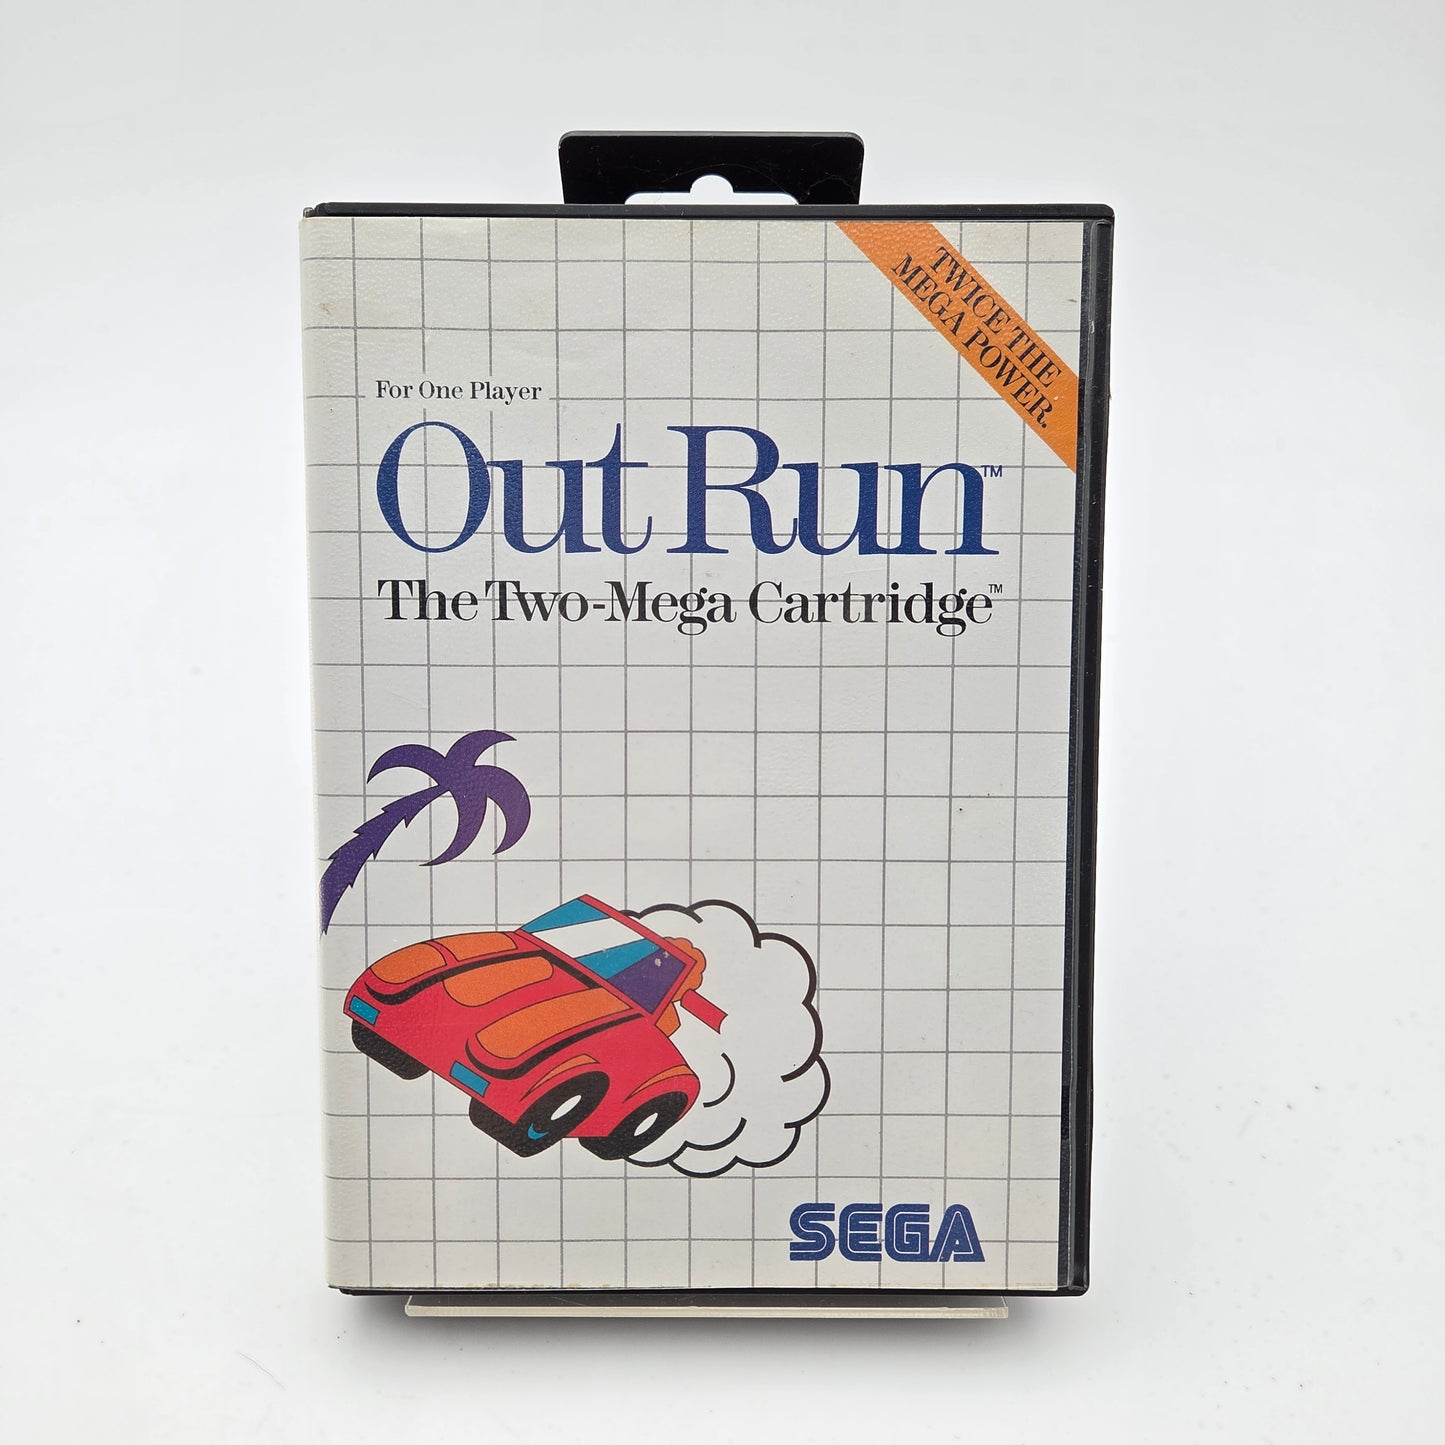 TWICE THE
MEGA POWER.
For One Player
Out Run™
The Two-Mega Cartridge™
SEGA